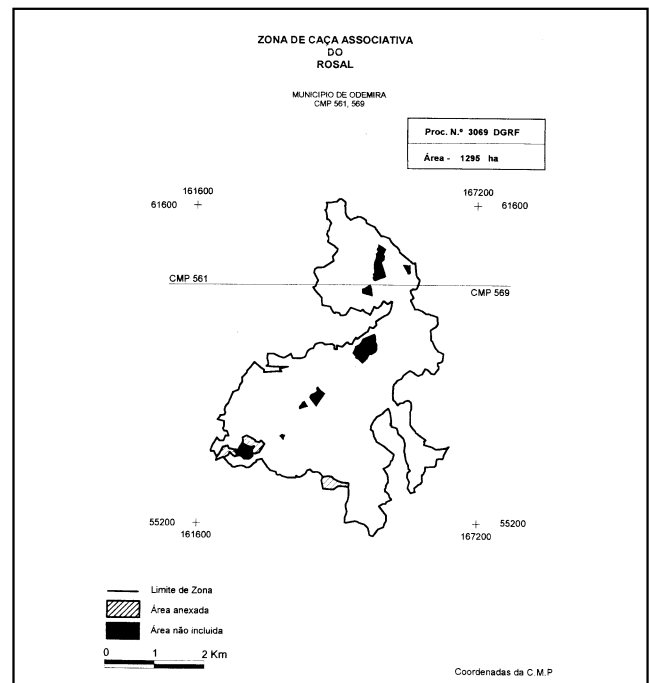 ZONA DE CAÇA ASSOCIATIVA
DO
ROSAL
MUNICIPIO DE ODEMIRA
CMP 561, 569
Proc. N.º 3069 DGRF
Área - 1295 ha
161600
61600
167200
61600
CMP 561
CMP 569
55200
161600
55200
167200
Limite de Zona
Área anexada
Área não incluida
0 1 2 Km
Coordenadas da C.M.P